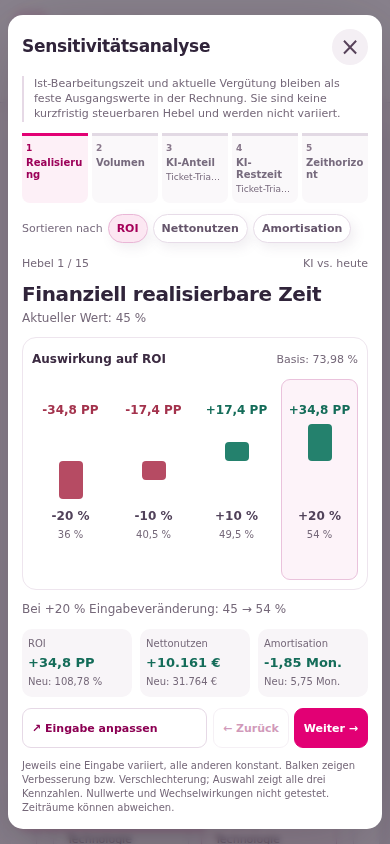 Sensitivitätsanalyse
Ist-Bearbeitungszeit und aktuelle Vergütung bleiben als
feste Ausgangswerte in der Rechnung. Sie sind keine
kurzfristig steuerbaren Hebel und werden nicht variiert.
1
Realisieru
ng
2
Volumen
3
KI-Anteil
Ticket-Tria...
4
KI-
Restzeit
Ticket-Tria...
5
Zeithorizo
nt
Sortieren nach ROI Nettonutzen Amortisation
Hebel 1 / 15 KI vs. heute
Finanziell realisierbare Zeit
Aktueller Wert: 45 %
Auswirkung auf ROI Basis: 73,98 %
-34,8 PP -17,4 PP +17,4 PP +34,8 PP
-20 % -10 % +10 % +20 %
36 % 40,5 % 49,5 % 54 %
Bei +20 % Eingabeveränderung: 45 → 54 %
ROI Nettonutzen Amortisation
+34,8 PP +10.161 € -1,85 Mon.
Neu: 108,78 % Neu: 31.764 € Neu: 5,75 Mon.
↗ Eingabe anpassen ← Zurück Weiter →
Jeweils eine Eingabe variiert, alle anderen konstant. Balken zeigen
Verbesserung bzw. Verschlechterung; Auswahl zeigt alle drei
Kennzahlen. Nullwerte und Wechselwirkungen nicht getestet.
Zeiträume können abweichen.